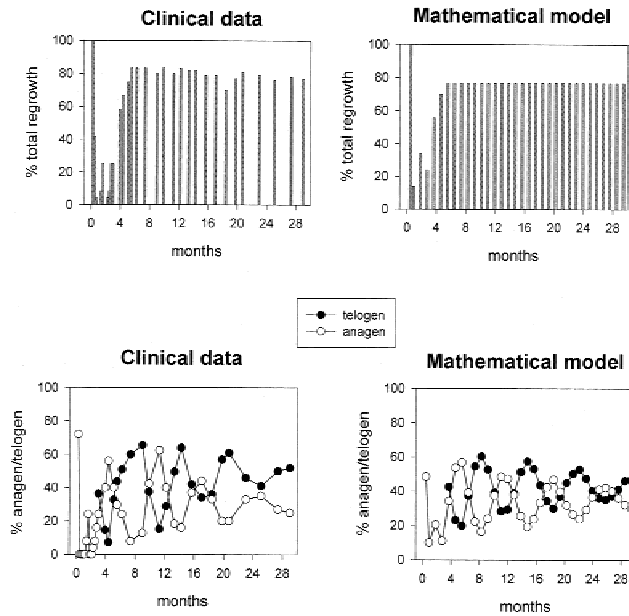 Clinical data
Mathematical model
100
80
60
40
20
0
% total regrowth
0 4 8 12 16 20 24 28
months
100
80
60
40
20
0
% total regrowth
0 4 8 12 16 20 24 28
months
telogen
anagen
Clinical data
Mathematical model
100
80
60
40
20
0
% anagen/telogen
0 4 8 12 16 20 24 28
months
100
80
60
40
20
0
% anagen/telogen
0 4 8 12 16 20 24 28
months